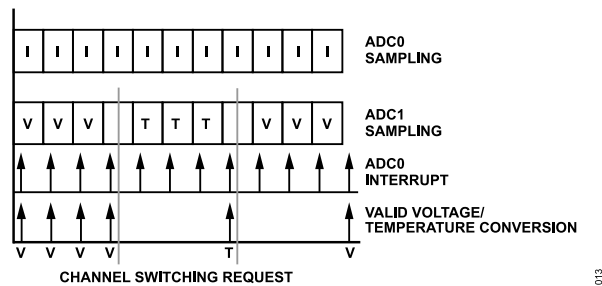 I I I I I I I I I I I
ADC0
SAMPLING
V V V T T T V V V
ADC1
SAMPLING
ADC0
INTERRUPT
VALID VOLTAGE/
TEMPERATURE CONVERSION
V V V V T V
CHANNEL SWITCHING REQUEST
013